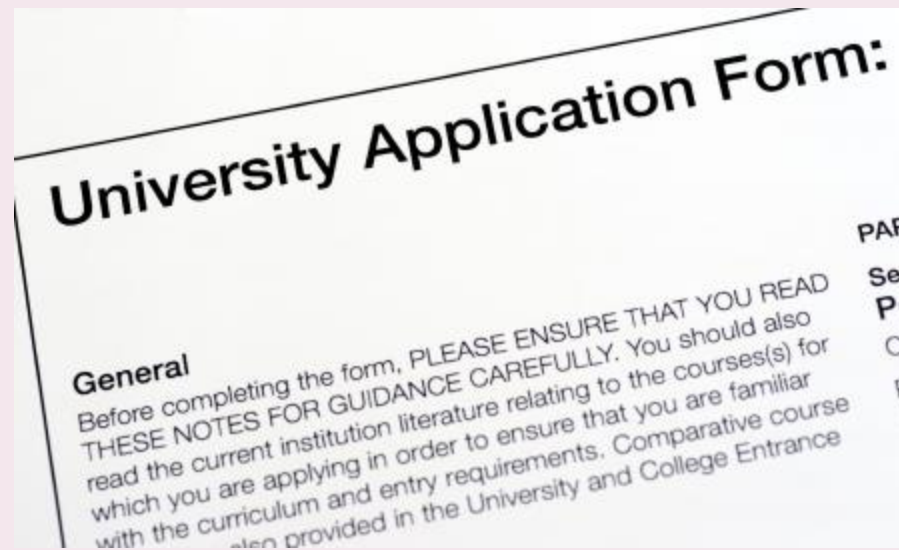 University Application Form:
General
Before completing the form, PLEASE ENSURE THAT YOU READ
THESE NOTES FOR GUIDANCE CAREFULLY. You should also
read the current institution literature relating to the courses(s) for
which you are applying in order to ensure that you are familiar
with the curriculum and entry requirements. Comparative course
also provided in the University and College Entrance